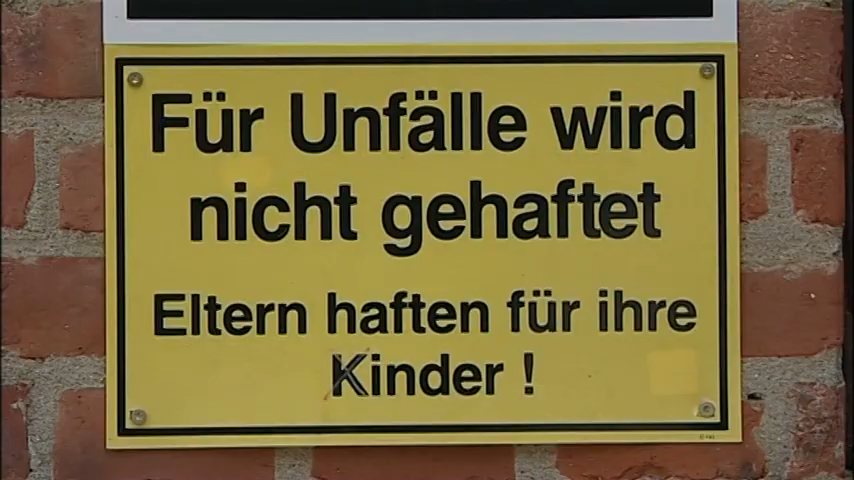 Für Unfälle wird
nicht gehaftet
Eltern haften für ihre
Kinder !